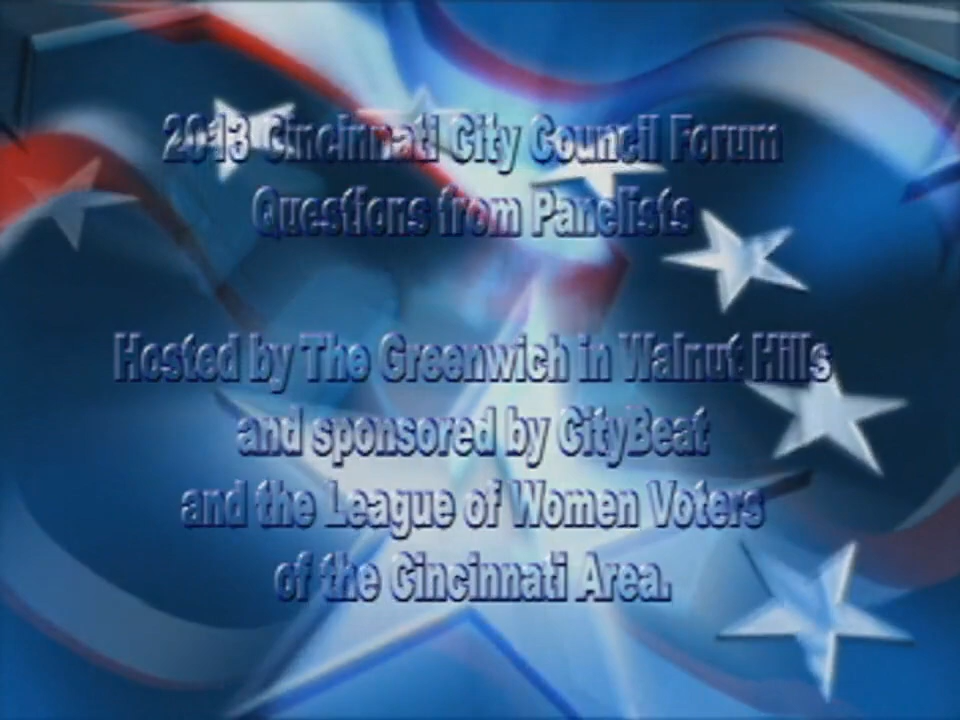 2013 Cincinnati City Council Forum
Questions from Panelists
Hosted by The Greenwich in Walnut Hills
and sponsored by CityBeat
and the League of Women Voters
of the Cincinnati Area.